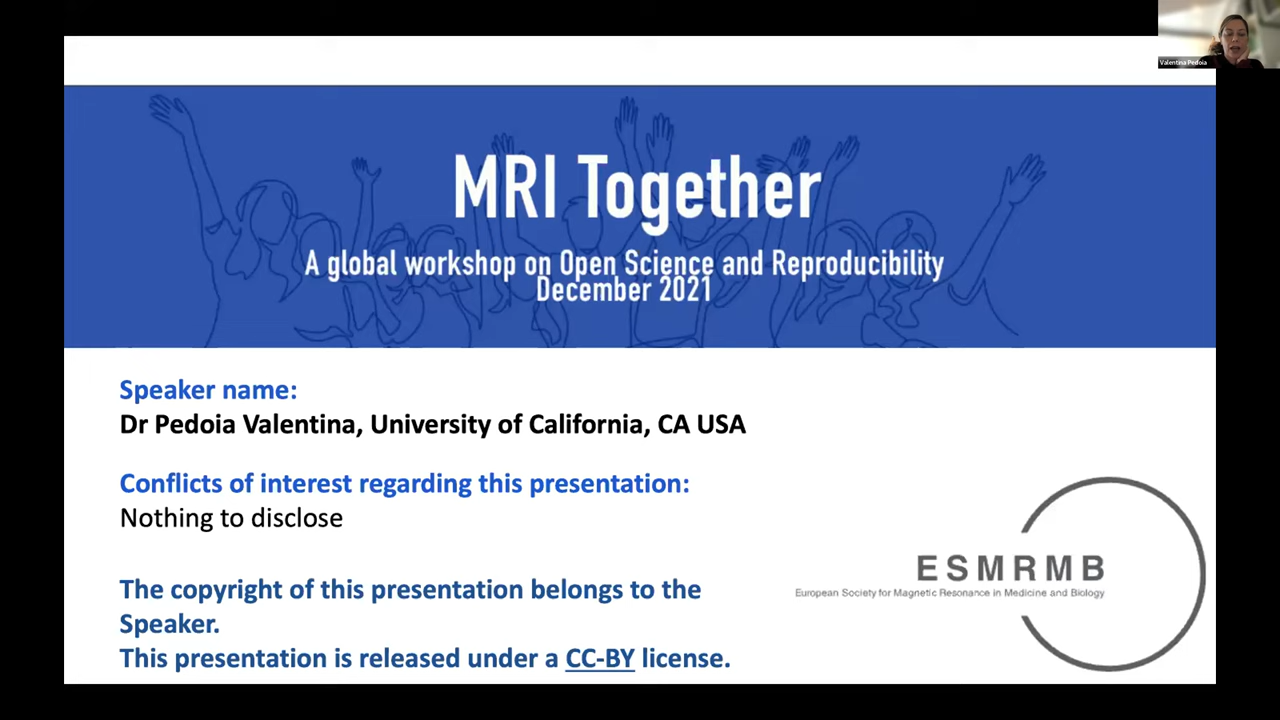 Valentina Pedoia
MRI Together
A global workshop on Open Science and Reproducibility
December 2021
Speaker name:
Dr Pedoia Valentina, University of California, CA USA
Conflicts of interest regarding this presentation:
Nothing to disclose
ESMRMB
European Society for Magnetic Resonance in Medicine and Biology
The copyright of this presentation belongs to the
Speaker.
This presentation is released under a CC-BY license.